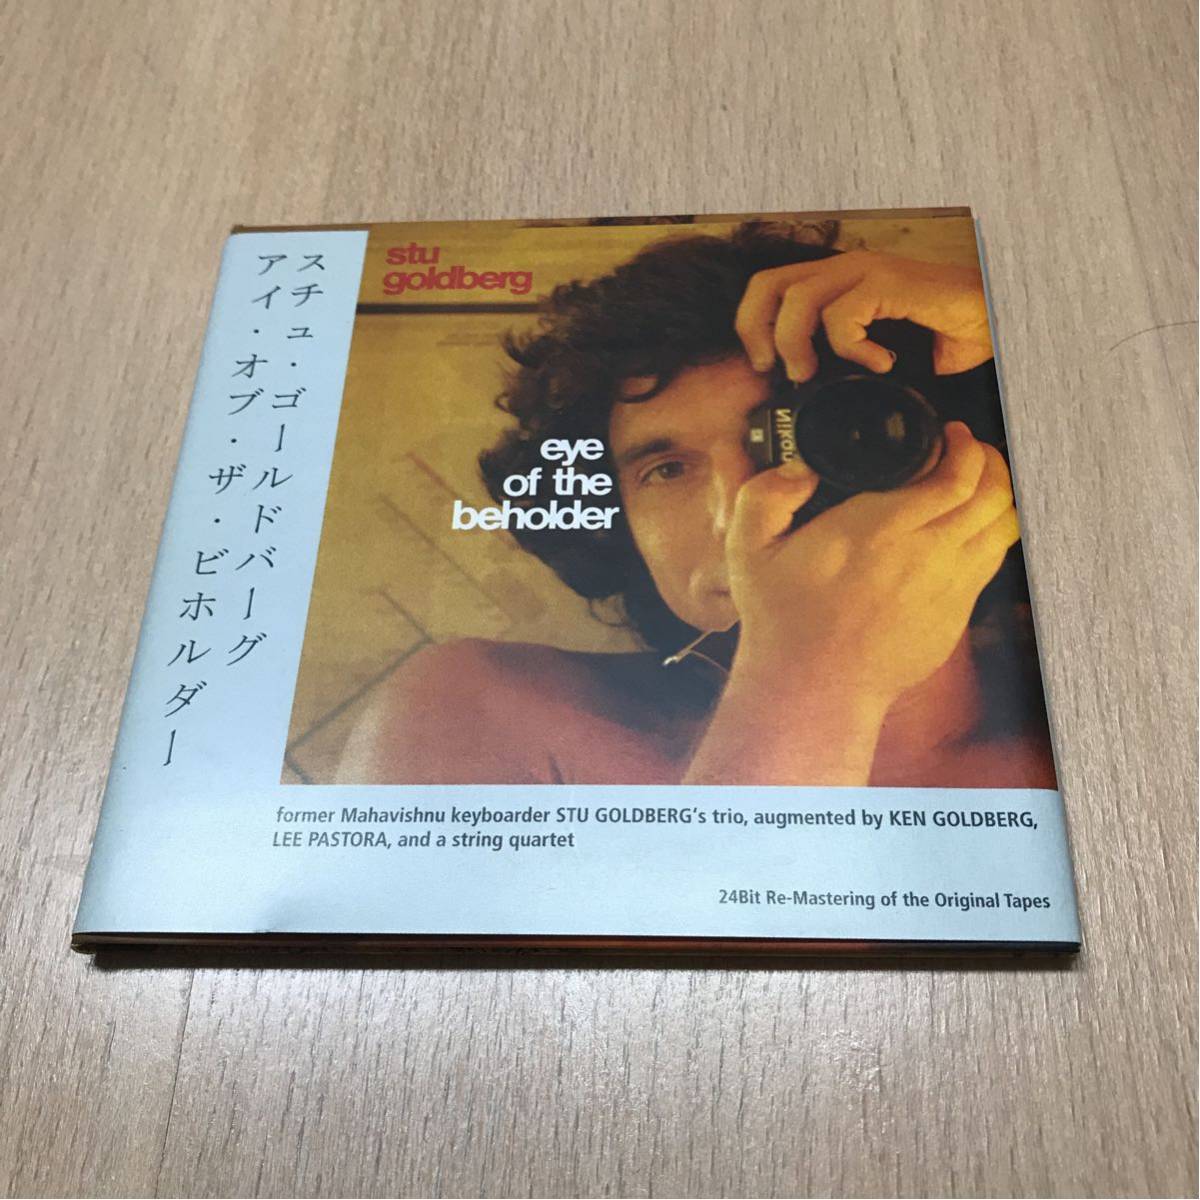 スチュ・ゴールドバーグ
アイ・オブ・ザ・ビホルダー
stu
goldberg
eye
of the
beholder
Nikon
former Mahavishnu keyboarder STU GOLDBERG's trio, augmented by KEN GOLDBERG,
LEE PASTORA, and a string quartet
24Bit Re-Mastering of the Original Tapes